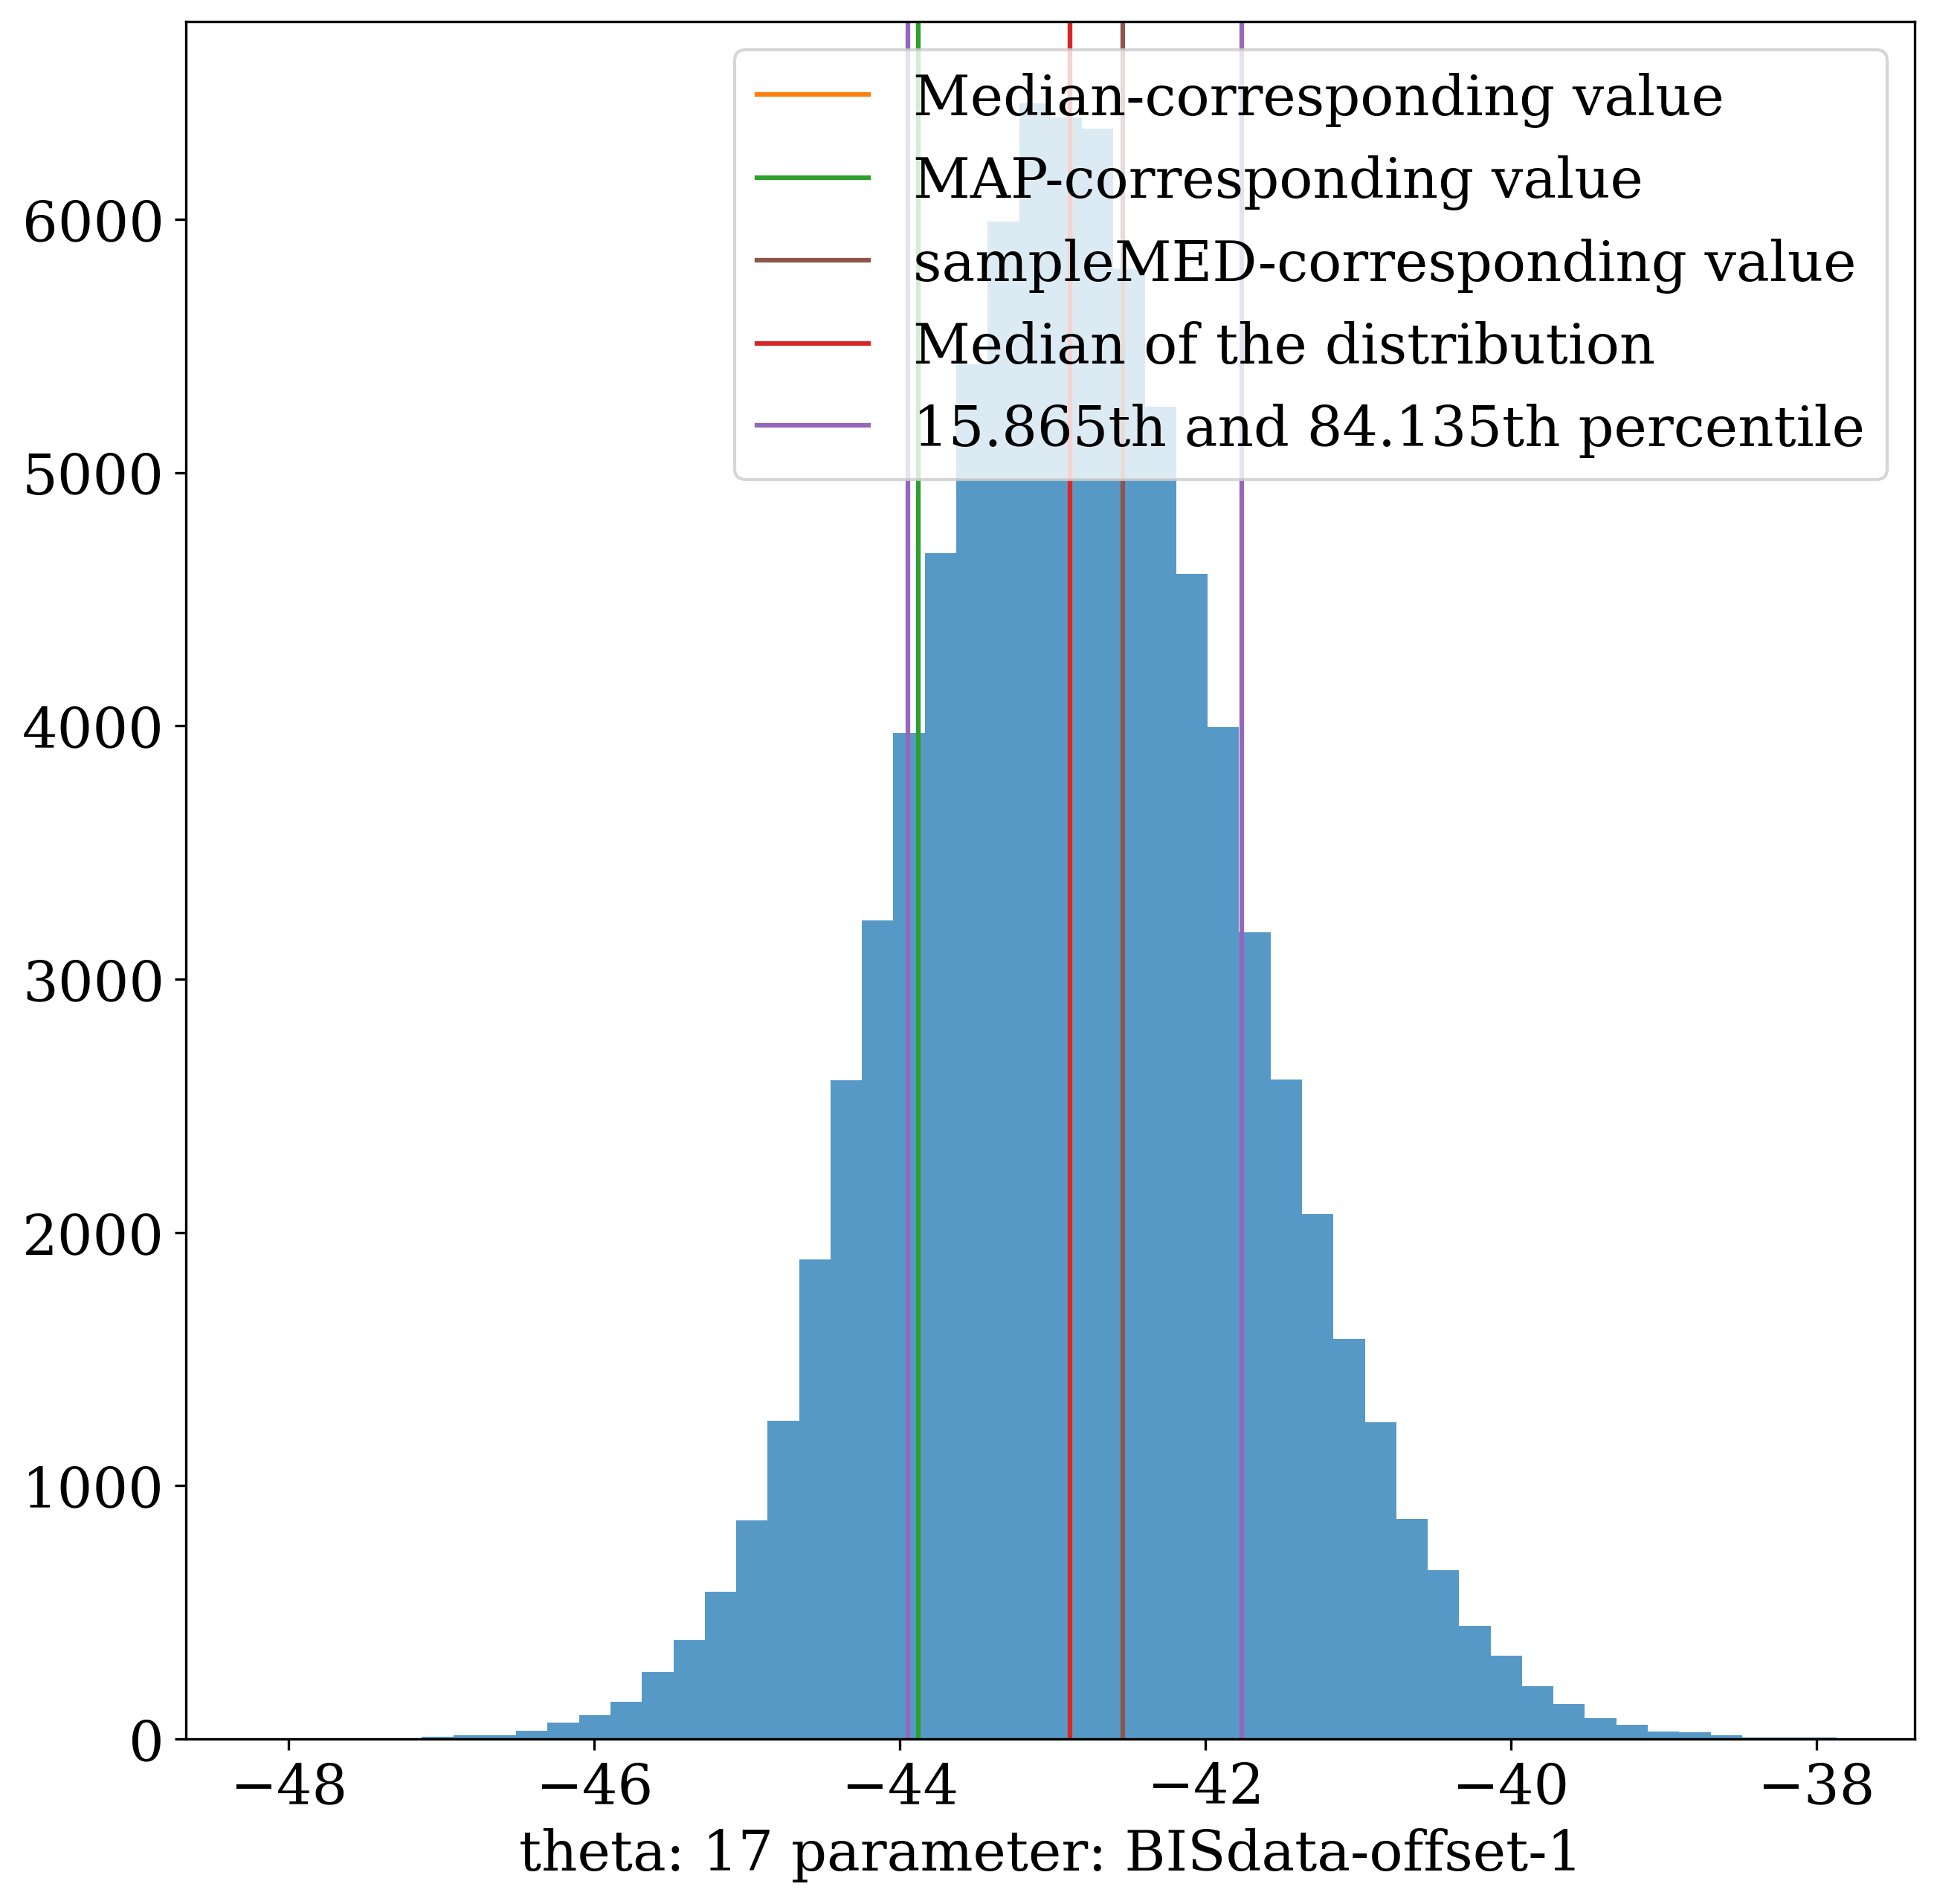 Median-corresponding value
MAP-corresponding value
sampleMED-corresponding value
Median of the distribution
15.865th and 84.135th percentile
6000
5000
4000
3000
2000
1000
0
−48 −46 −44 −42 −40 −38
theta: 17 parameter: BISdata-offset-1